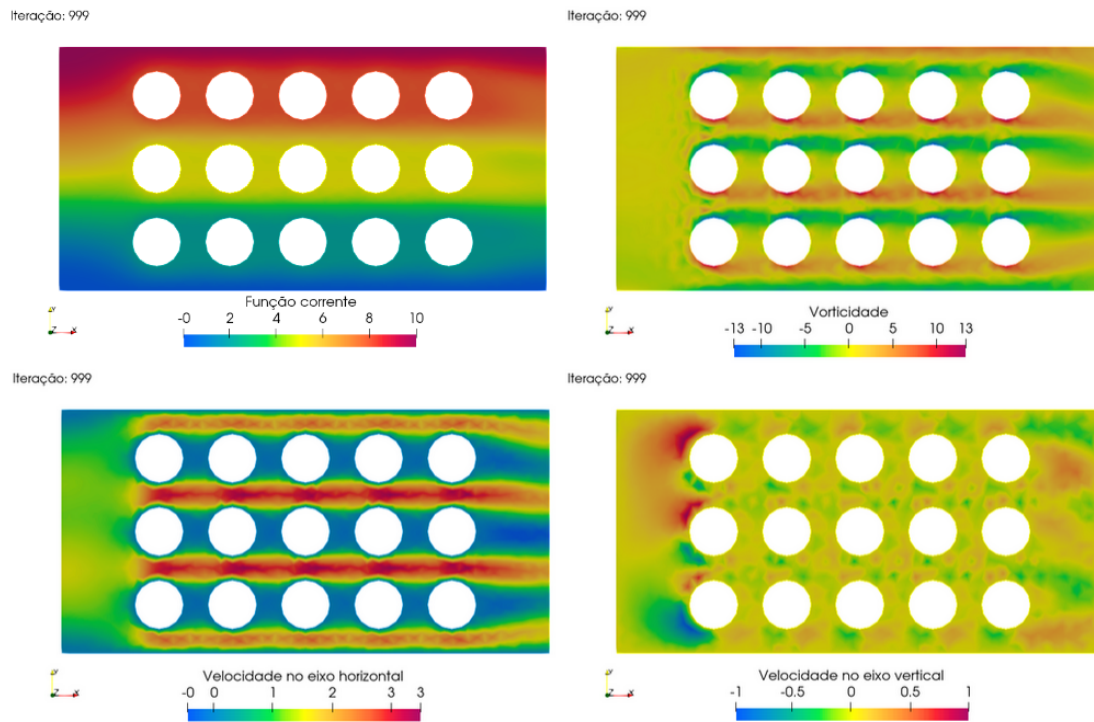 Iteração: 999
Iteração: 999
Função corrente
-0 2 4 6 8 10
Y
Z X
Vorticidade
-13 -10 -5 0 5 10 13
Y
Z X
Iteração: 999
Iteração: 999
Velocidade no eixo horizontal
-0 0 1 2 3 3
Y
Z X
Velocidade no eixo vertical
-1 -0.5 0 0.5 1
Y
Z X